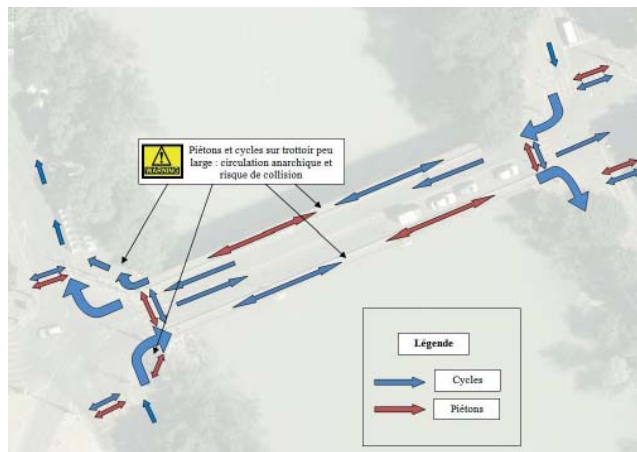 WARNING
Piétons et cycles sur trottoir peu
large : circulation anarchique et
risque de collision
Légende
Cycles
Piétons